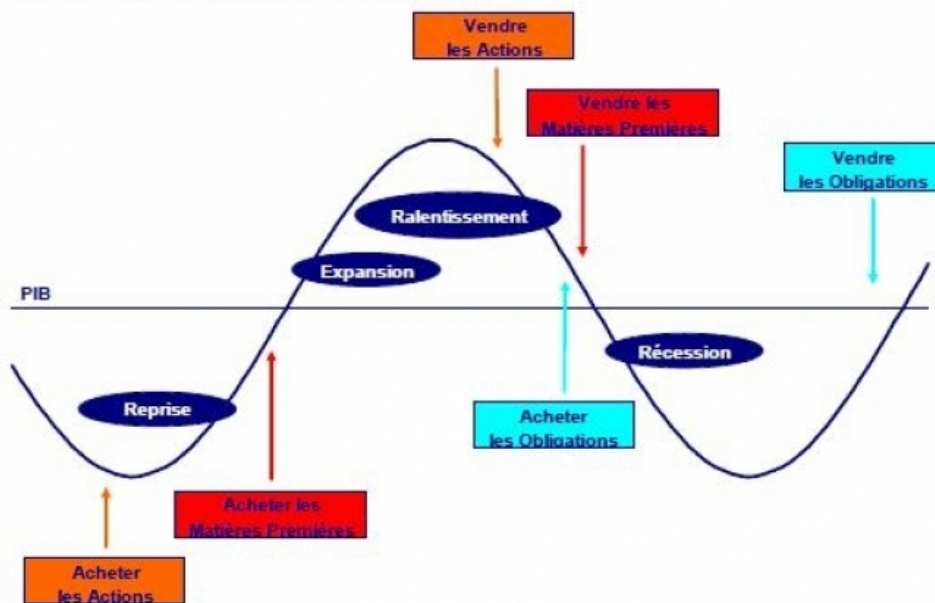 Vendre
les Actions
Vendre les
Matières Premières
Vendre
les Obligations
Ralentissement
Expansion
PIB
Récession
Reprise
Acheter
les Obligations
Acheter les
Matières Premières
Acheter
les Actions